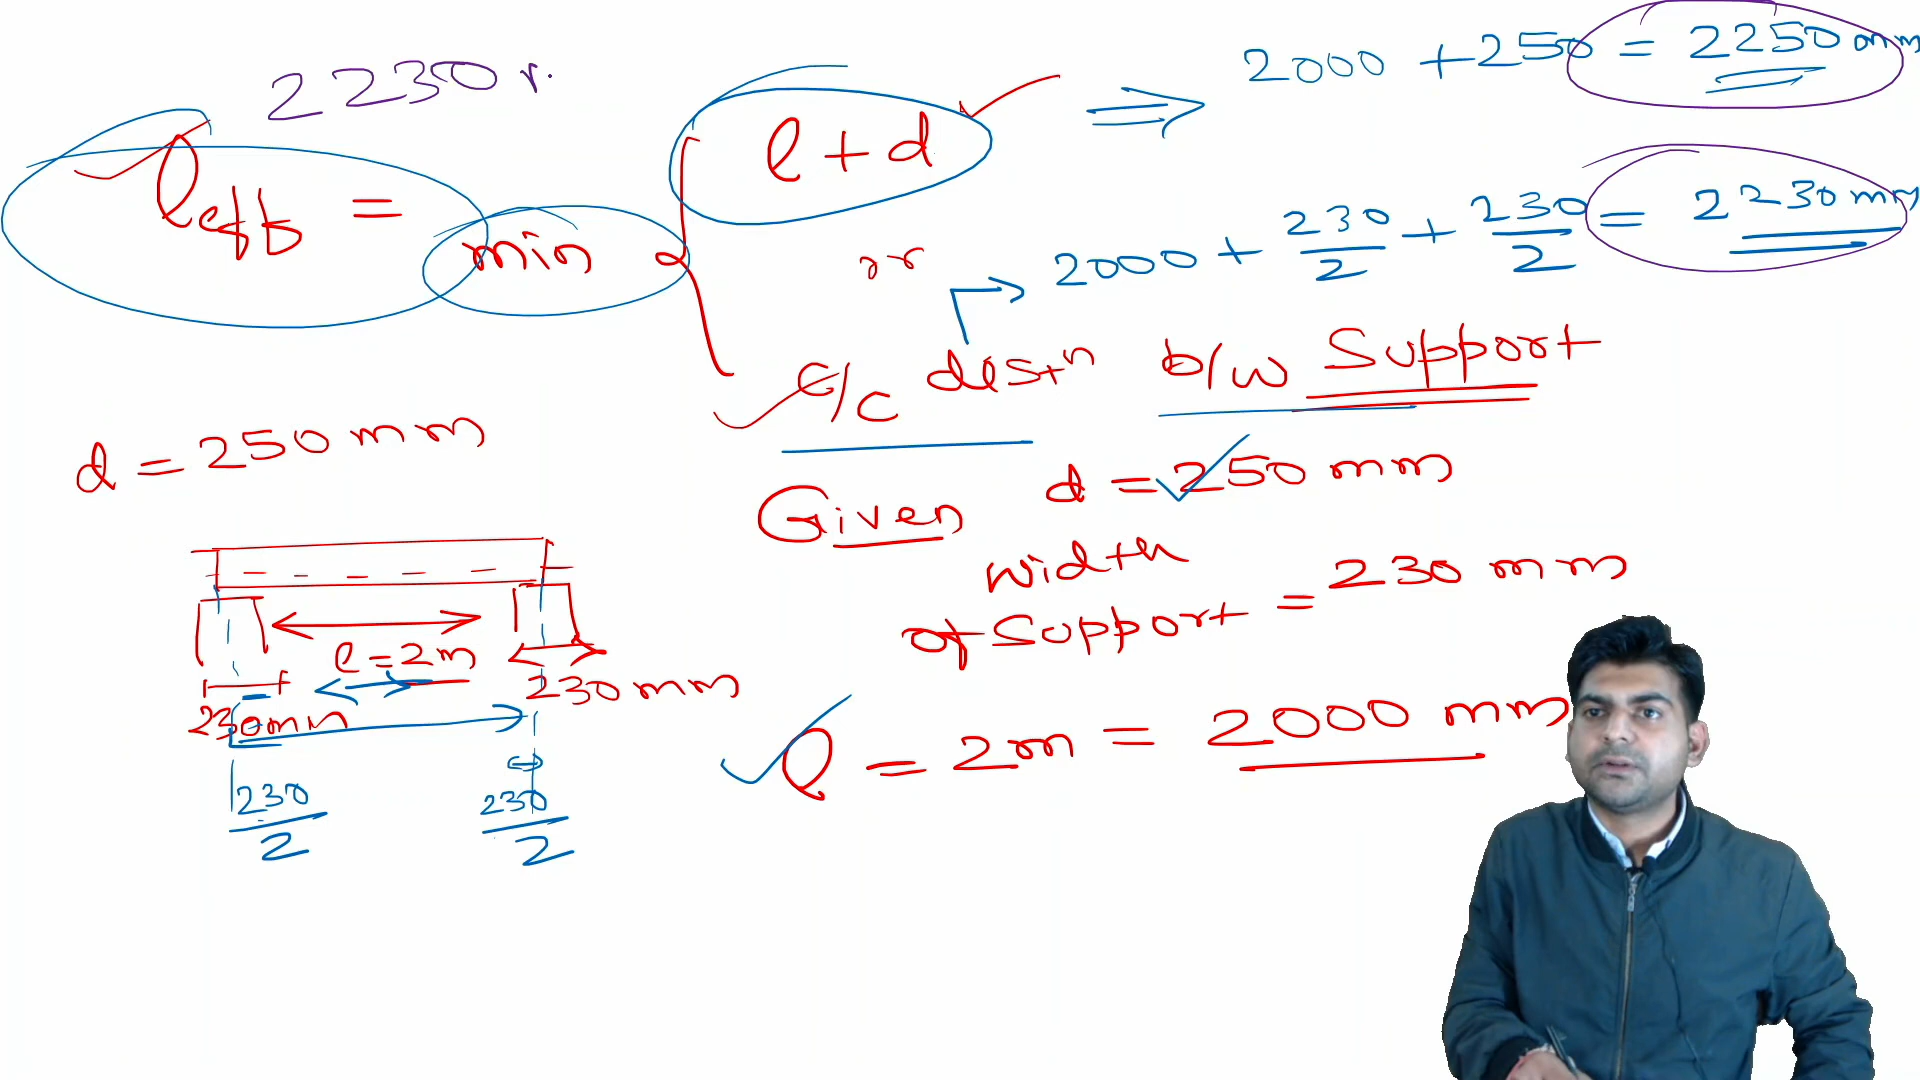 2230 r.
2000 + 250 = 2250 mm
l + d
leff =
min
or
2000 + 230/2 + 230/2 = 2230 mm
C/C distn b/w Support
d = 250 mm
Given d = 250 mm
width
of Support = 230 mm
l = 2m
230 mm
230mm
l = 2m = 2000 mm
230/2
230/2